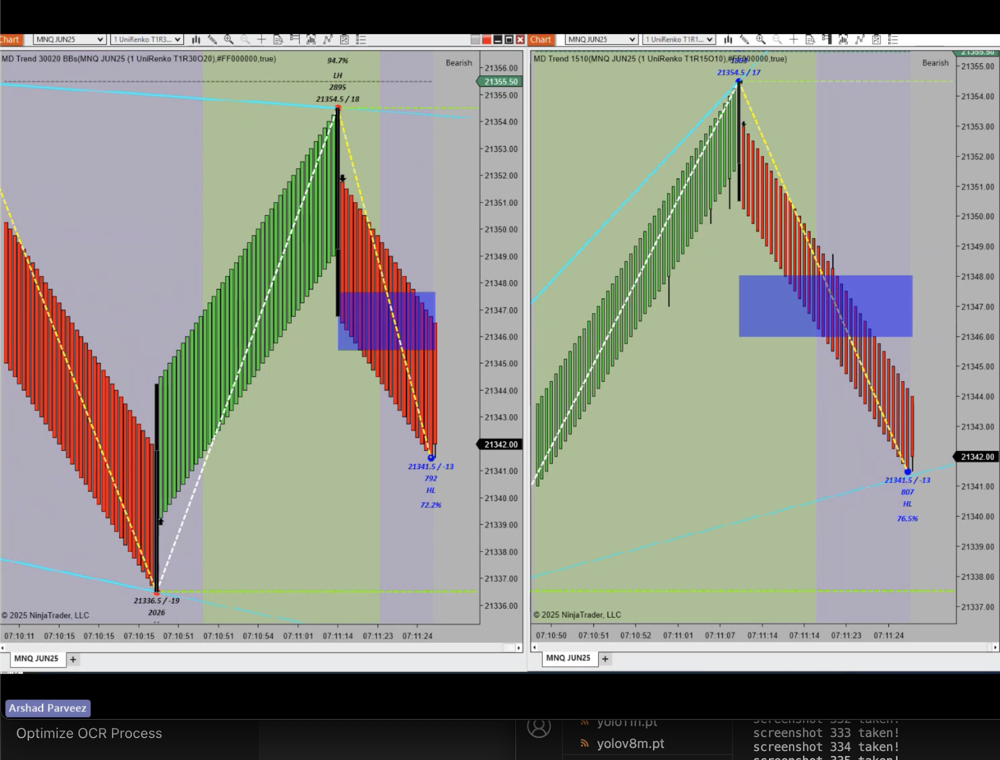 Chart
MNQ JUN25
1 UniRenko T1R3...
MD Trend 30020 BBs(MNQ JUN25 (1 UniRenko T1R30O20),#FF000000,true)
94.7%
Bearish
LH
2895
21354.5 / 18
21356.00
21355.50
21354.00
21353.00
21352.00
21351.00
21350.00
21349.00
21348.00
21347.00
21346.00
21345.00
21344.00
21343.00
21342.00
21341.00
21340.00
21339.00
21338.00
21337.00
21336.00
21341.5 / -13
792
HL
72.2%
21336.5 / -19
2026
© 2025 NinjaTrader, LLC
07:10:11 07:10:15 07:10:15 07:10:15 07:10:51 07:10:54 07:11:01 07:11:14 07:11:23 07:11:24
MNQ JUN25 +
Chart
MNQ JUN25
1 UniRenko T1R1...
MD Trend 1510(MNQ JUN25 (1 UniRenko T1R15O10),#FF000000,true)
Bearish
21354.5 / 17
21355.50
21355.00
21354.00
21353.00
21352.00
21351.00
21350.00
21349.00
21348.00
21347.00
21346.00
21345.00
21344.00
21343.00
21342.00
21341.00
21340.00
21339.00
21338.00
21337.00
21341.5 / -13
807
HL
76.5%
© 2025 NinjaTrader, LLC
07:10:50 07:10:51 07:10:52 07:11:01 07:11:07 07:11:14 07:11:14 07:11:23 07:11:24
MNQ JUN25 +
Arshad Parveez
Optimize OCR Process
yolo11n.pt
yolov8m.pt
screenshot 332 taken!
screenshot 333 taken!
screenshot 334 taken!
screenshot 335 taken!